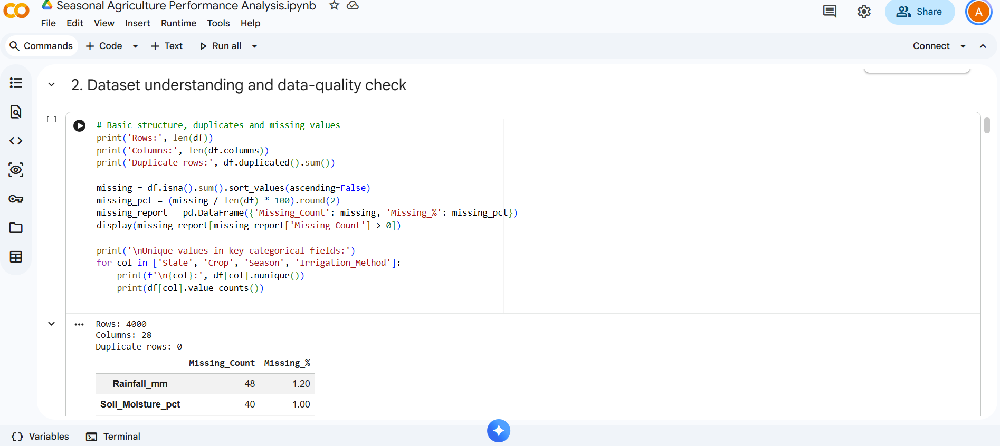 Seasonal Agriculture Performance Analysis.ipynb
File Edit View Insert Runtime Tools Help
Share
A
Commands + Code + Text Run all
Connect
2. Dataset understanding and data-quality check
[ ]
# Basic structure, duplicates and missing values
print('Rows:', len(df))
print('Columns:', len(df.columns))
print('Duplicate rows:', df.duplicated().sum())
missing = df.isna().sum().sort_values(ascending=False)
missing_pct = (missing / len(df) * 100).round(2)
missing_report = pd.DataFrame({'Missing_Count': missing, 'Missing_%': missing_pct})
display(missing_report[missing_report['Missing_Count'] > 0])
print('\nUnique values in key categorical fields:')
for col in ['State', 'Crop', 'Season', 'Irrigation_Method']:
    print(f'\n{col}:', df[col].nunique())
    print(df[col].value_counts())
Rows: 4000
Columns: 28
Duplicate rows: 0
Missing_Count Missing_%
Rainfall_mm 48 1.20
Soil_Moisture_pct 40 1.00
Variables Terminal